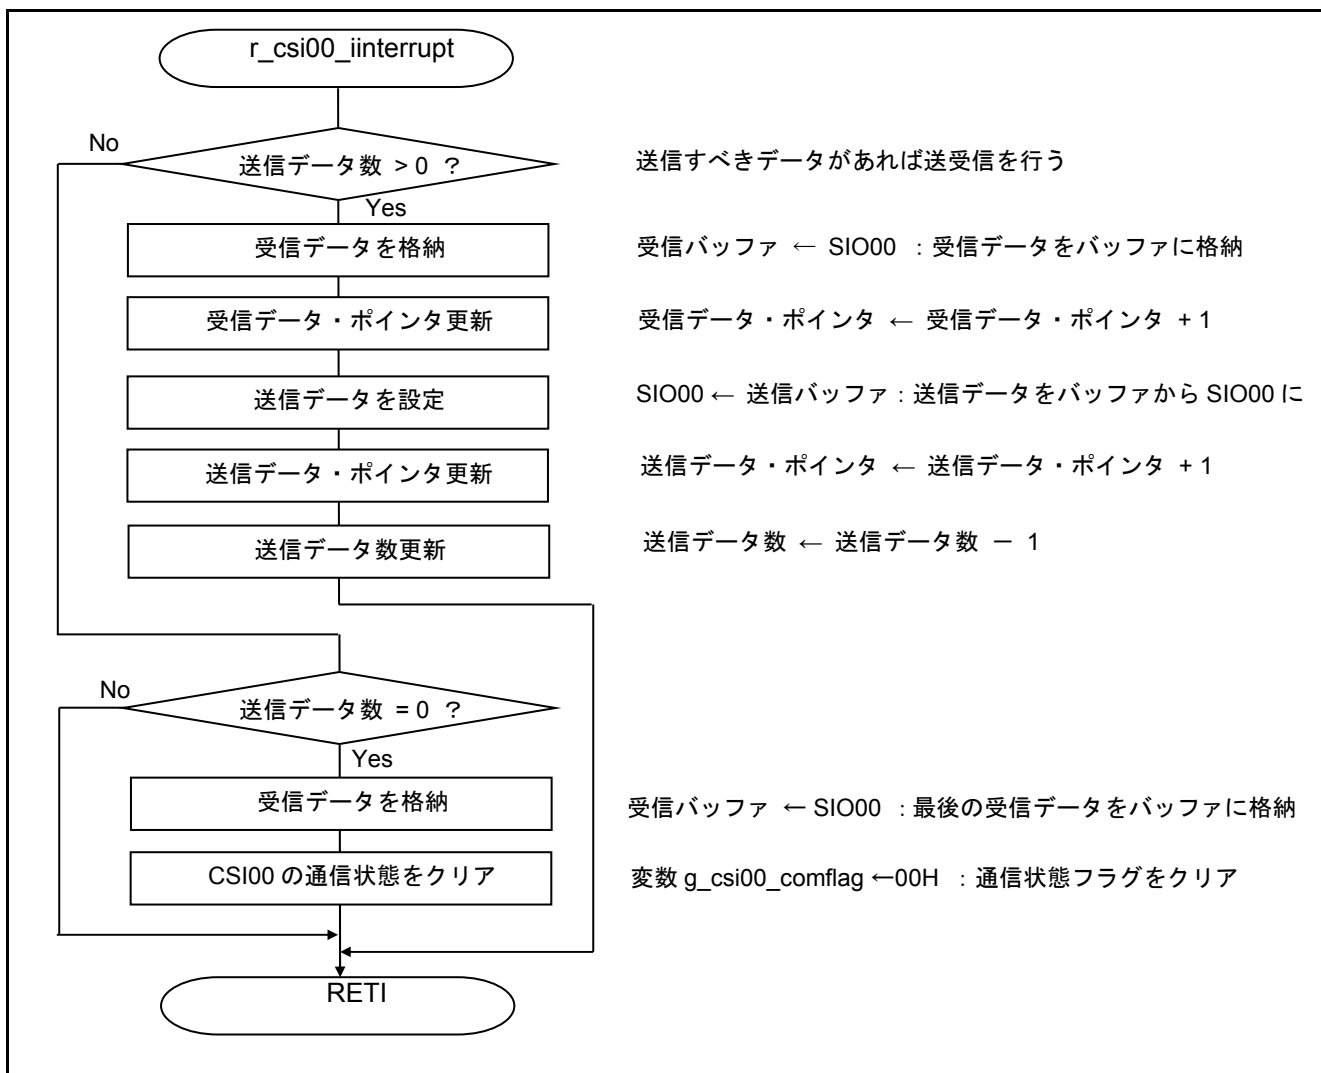 r_csi00_iinterrupt
No
送信データ数 > 0 ?
送信すべきデータがあれば送受信を行う
Yes
受信データを格納
受信バッファ ← SIO00 :受信データをバッファに格納
受信データ・ポインタ更新
受信データ・ポインタ ← 受信データ・ポインタ + 1
送信データを設定
SIO00 ← 送信バッファ:送信データをバッファから SIO00 に
送信データ・ポインタ更新
送信データ・ポインタ ← 送信データ・ポインタ + 1
送信データ数更新
送信データ数 ← 送信データ数 - 1
No
送信データ数 = 0 ?
Yes
受信データを格納
受信バッファ ← SIO00 :最後の受信データをバッファに格納
CSI00 の通信状態をクリア
変数 g_csi00_comflag ←00H :通信状態フラグをクリア
RETI